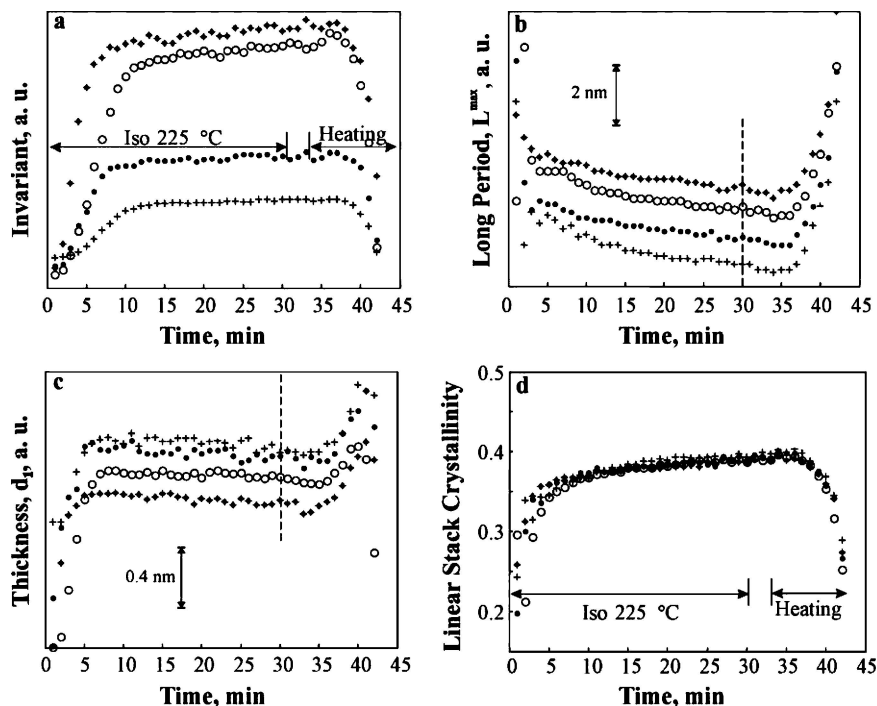 a
Invariant, a. u.
Iso 225 °C
Heating
0 5 10 15 20 25 30 35 40 45
Time, min
b
Long Period, L^max, a. u.
2 nm
0 5 10 15 20 25 30 35 40 45
Time, min
c
Thickness, d₁, a. u.
0.4 nm
0 5 10 15 20 25 30 35 40 45
Time, min
d
Linear Stack Crystallinity
0.5
0.4
0.3
0.2
Iso 225 °C
Heating
0 5 10 15 20 25 30 35 40 45
Time, min